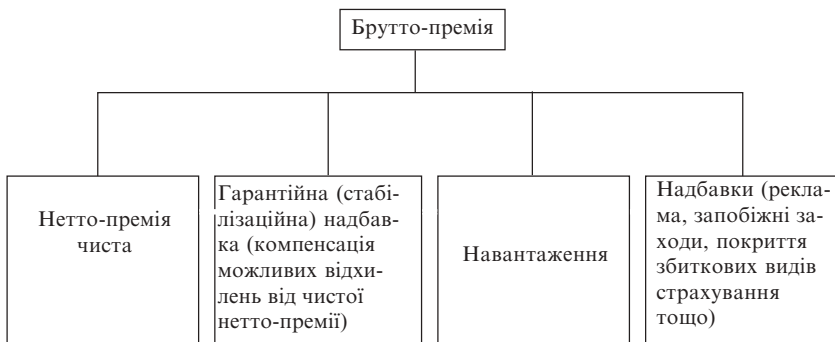 Брутто-премія
Нетто-премія
чиста
Гарантійна (стабі-
лізаційна) надбав-
ка (компенсація
можливих відхи-
лень від чистої
нетто-премії)
Навантаження
Надбавки (рекла-
ма, запобіжні за-
ходи, покриття
збиткових видів
страхування
тощо)